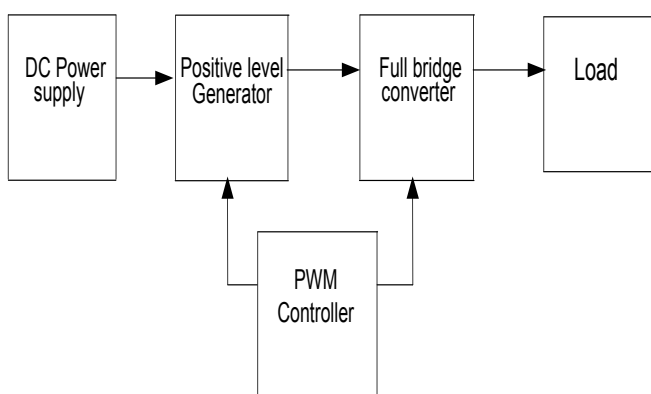 DC Power
supply
Positive level
Generator
Full bridge
converter
Load
PWM
Controller